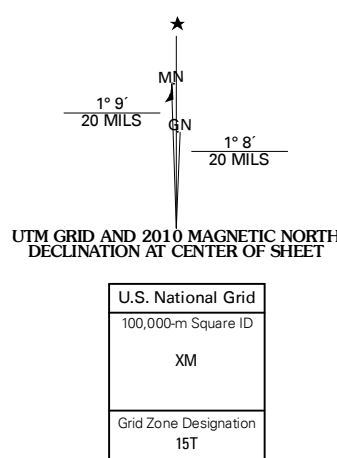 ★
MN
1° 9´
20 MILS
GN
1° 8´
20 MILS
UTM GRID AND 2010 MAGNETIC NORTH
DECLINATION AT CENTER OF SHEET
U.S. National Grid
100,000-m Square ID
XM
Grid Zone Designation
15T